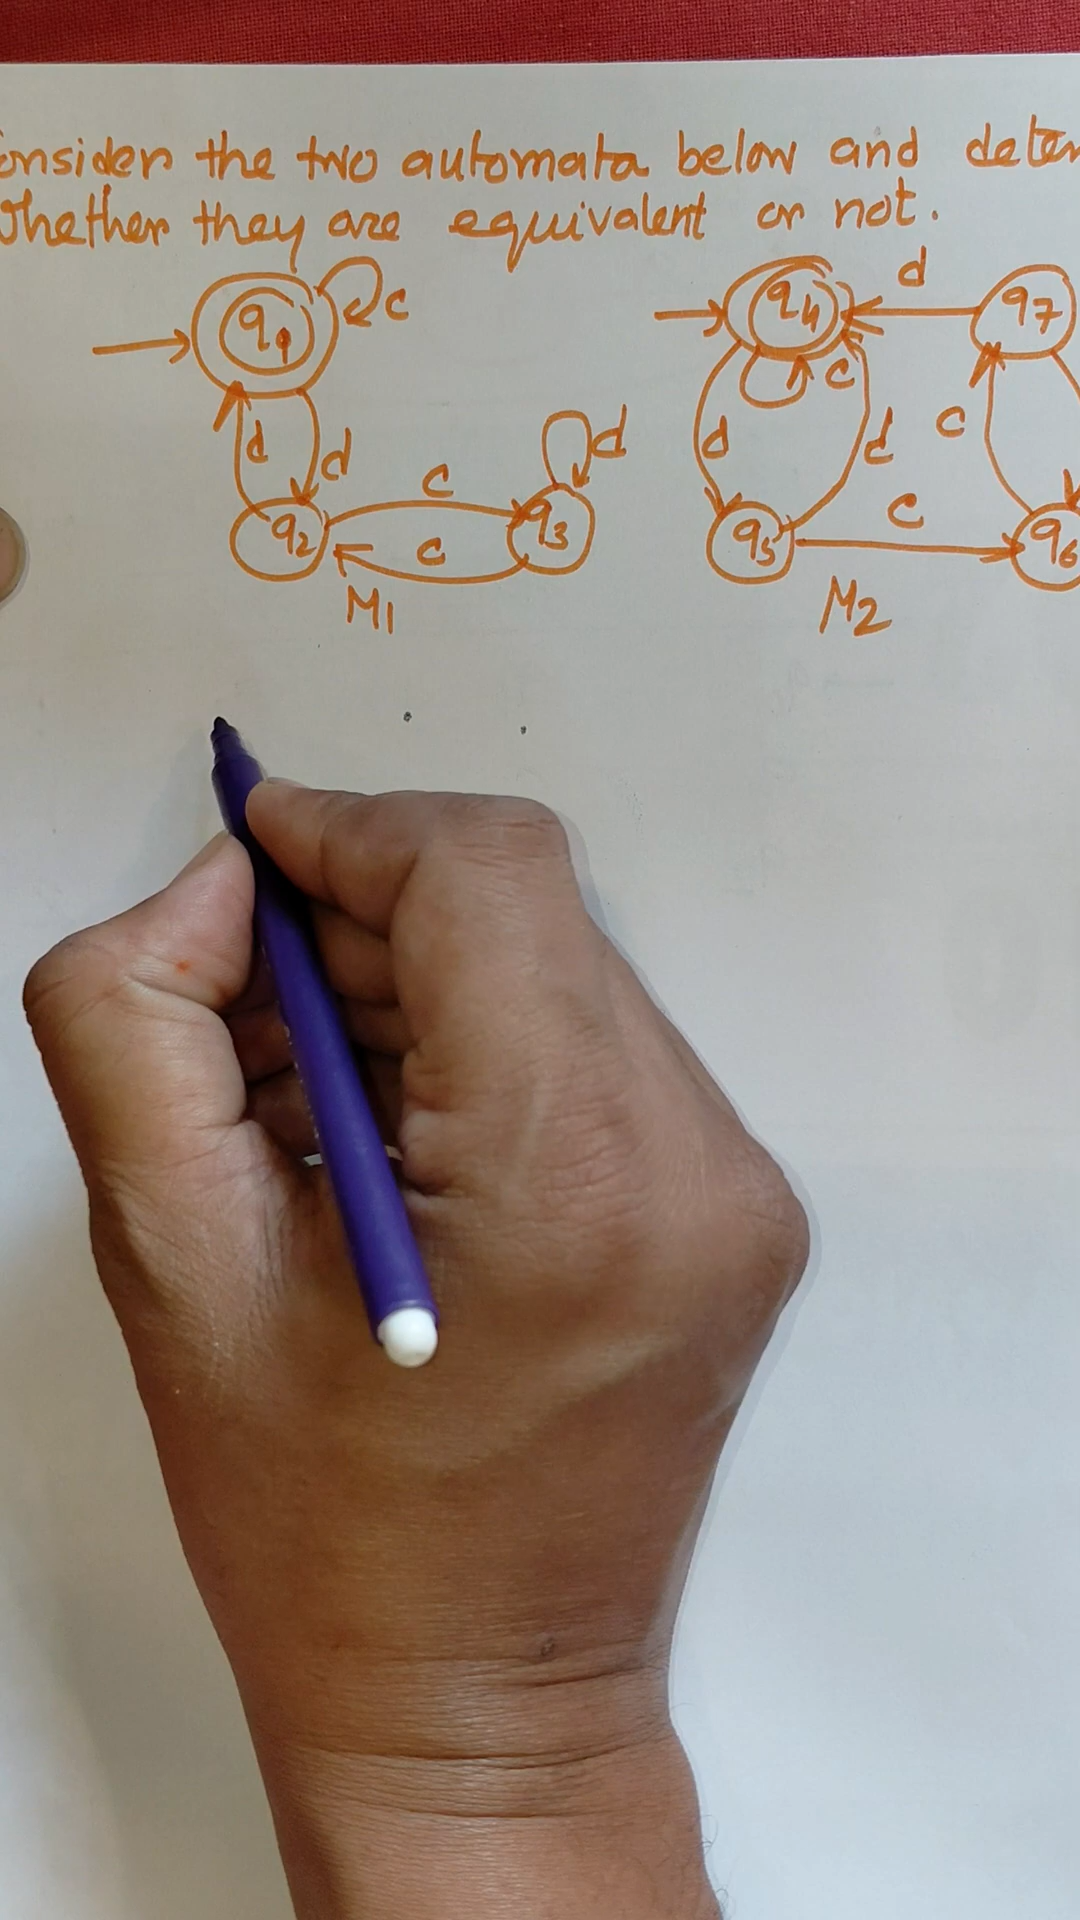 onsider the two automata below and deter
whether they are equivalent or not.
q1 c q4 d q7
d d c d d c
c d
q2 q3 q5 c q6
c
M1 M2